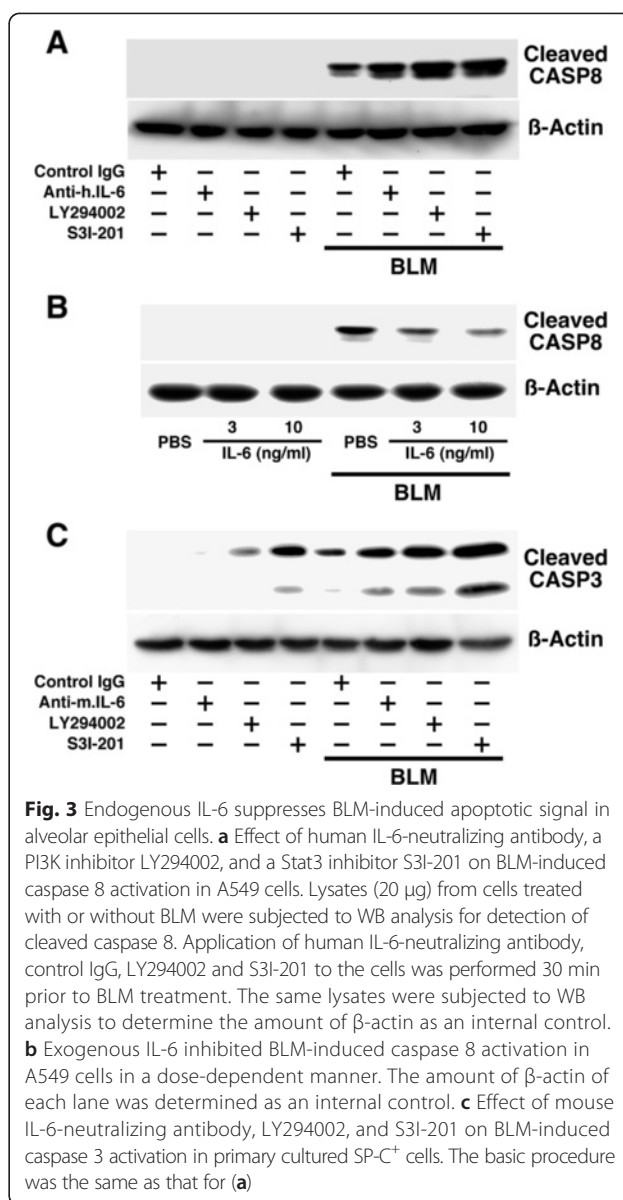 A
Cleaved
CASP8
ß-Actin
Control IgG + − − − + − − −
Anti-h.IL-6 − + − − − + − −
LY294002 − − + − − − + −
S3I-201 − − − + − − − +
BLM
B
Cleaved
CASP8
ß-Actin
3 10 3 10
PBS IL-6 (ng/ml) PBS IL-6 (ng/ml)
BLM
C
Cleaved
CASP3
ß-Actin
Control IgG + − − − + − − −
Anti-m.IL-6 − + − − − + − −
LY294002 − − + − − − + −
S3I-201 − − − + − − − +
BLM
Fig. 3 Endogenous IL-6 suppresses BLM-induced apoptotic signal in
alveolar epithelial cells. a Effect of human IL-6-neutralizing antibody, a
PI3K inhibitor LY294002, and a Stat3 inhibitor S3I-201 on BLM-induced
caspase 8 activation in A549 cells. Lysates (20 μg) from cells treated
with or without BLM were subjected to WB analysis for detection of
cleaved caspase 8. Application of human IL-6-neutralizing antibody,
control IgG, LY294002 and S3I-201 to the cells was performed 30 min
prior to BLM treatment. The same lysates were subjected to WB
analysis to determine the amount of β-actin as an internal control.
b Exogenous IL-6 inhibited BLM-induced caspase 8 activation in
A549 cells in a dose-dependent manner. The amount of β-actin of
each lane was determined as an internal control. c Effect of mouse
IL-6-neutralizing antibody, LY294002, and S3I-201 on BLM-induced
caspase 3 activation in primary cultured SP-C⁺ cells. The basic procedure
was the same as that for (a)